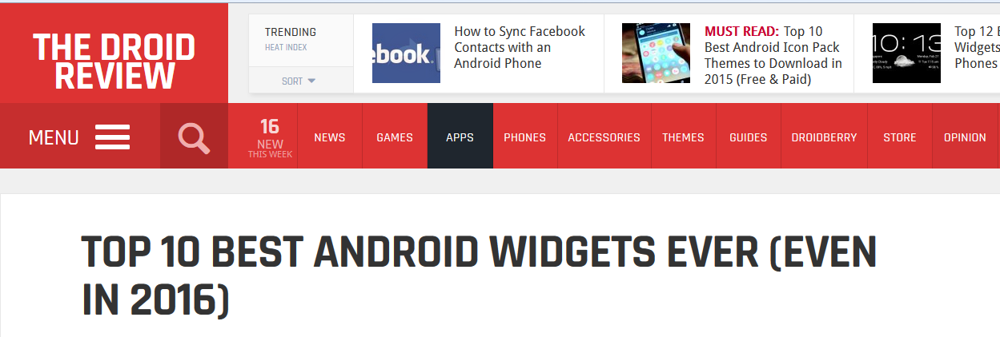 THE DROID
REVIEW
TRENDING
HEAT INDEX
SORT
ebook.
How to Sync Facebook
Contacts with an
Android Phone
MUST READ: Top 10
Best Android Icon Pack
Themes to Download in
2015 (Free & Paid)
10:13
Top 12
Widgets
Phones
MENU
16
NEW
THIS WEEK
NEWS
GAMES
APPS
PHONES
ACCESSORIES
THEMES
GUIDES
DROIDBERRY
STORE
OPINION
TOP 10 BEST ANDROID WIDGETS EVER (EVEN
IN 2016)